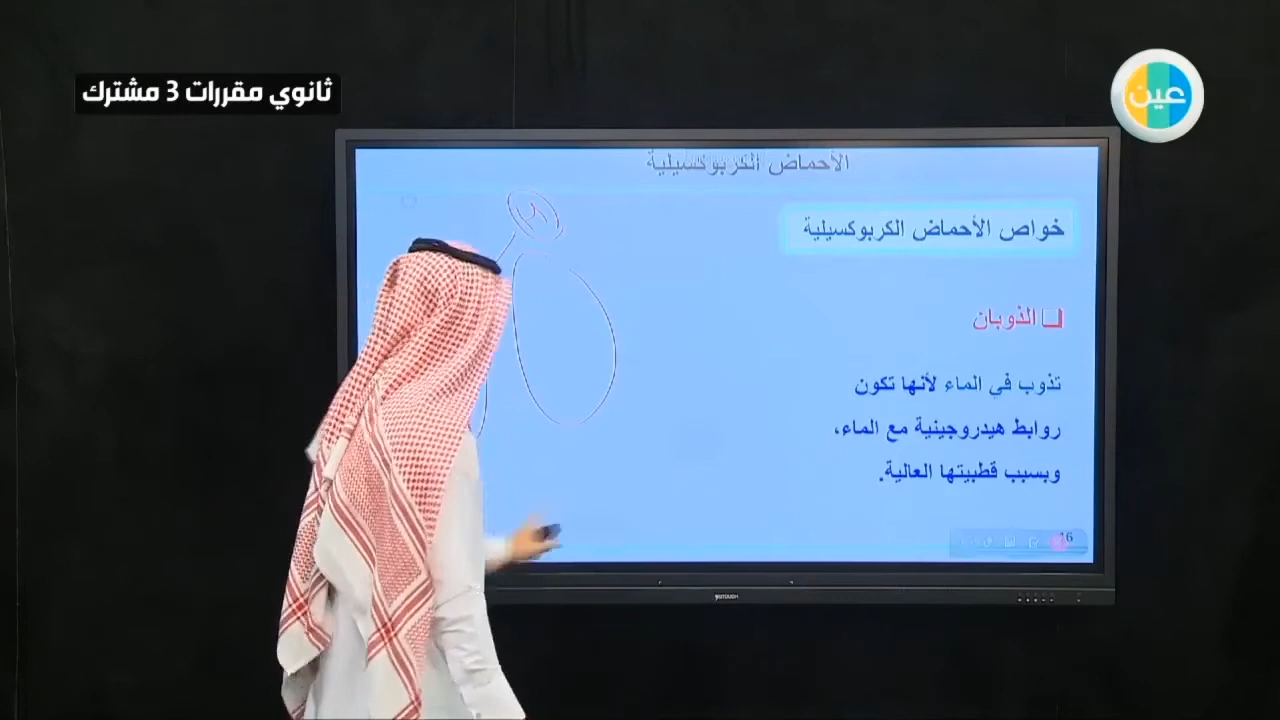 ثانوي مقررات 3 مشترك
عين
الأحماض الكربوكسيلية
خواص الأحماض الكربوكسيلية
الذوبان
تذوب في الماء لأنها تكون
روابط هيدروجينية مع الماء،
وبسبب قطبيتها العالية.
H
16